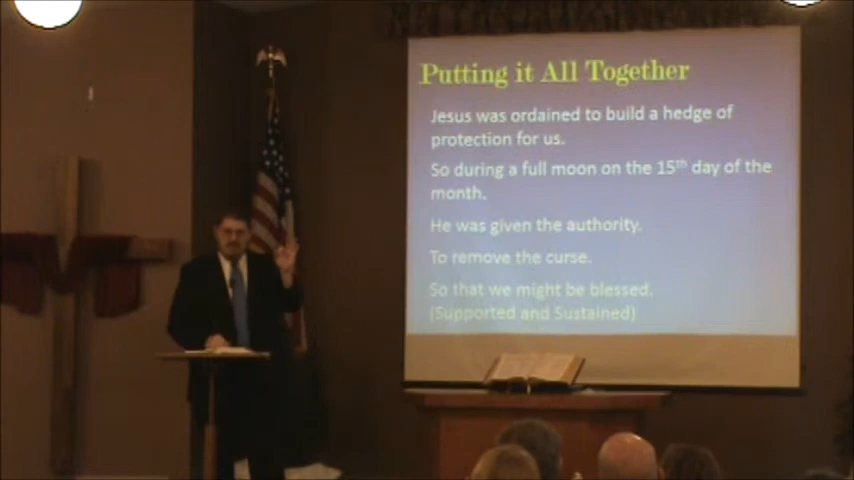 Putting it All Together
Jesus was ordained to build a hedge of
protection for us.
So during a full moon on the 15th day of the
month.
He was given the authority.
To remove the curse.
So that we might be blessed.
(Supported and Sustained)